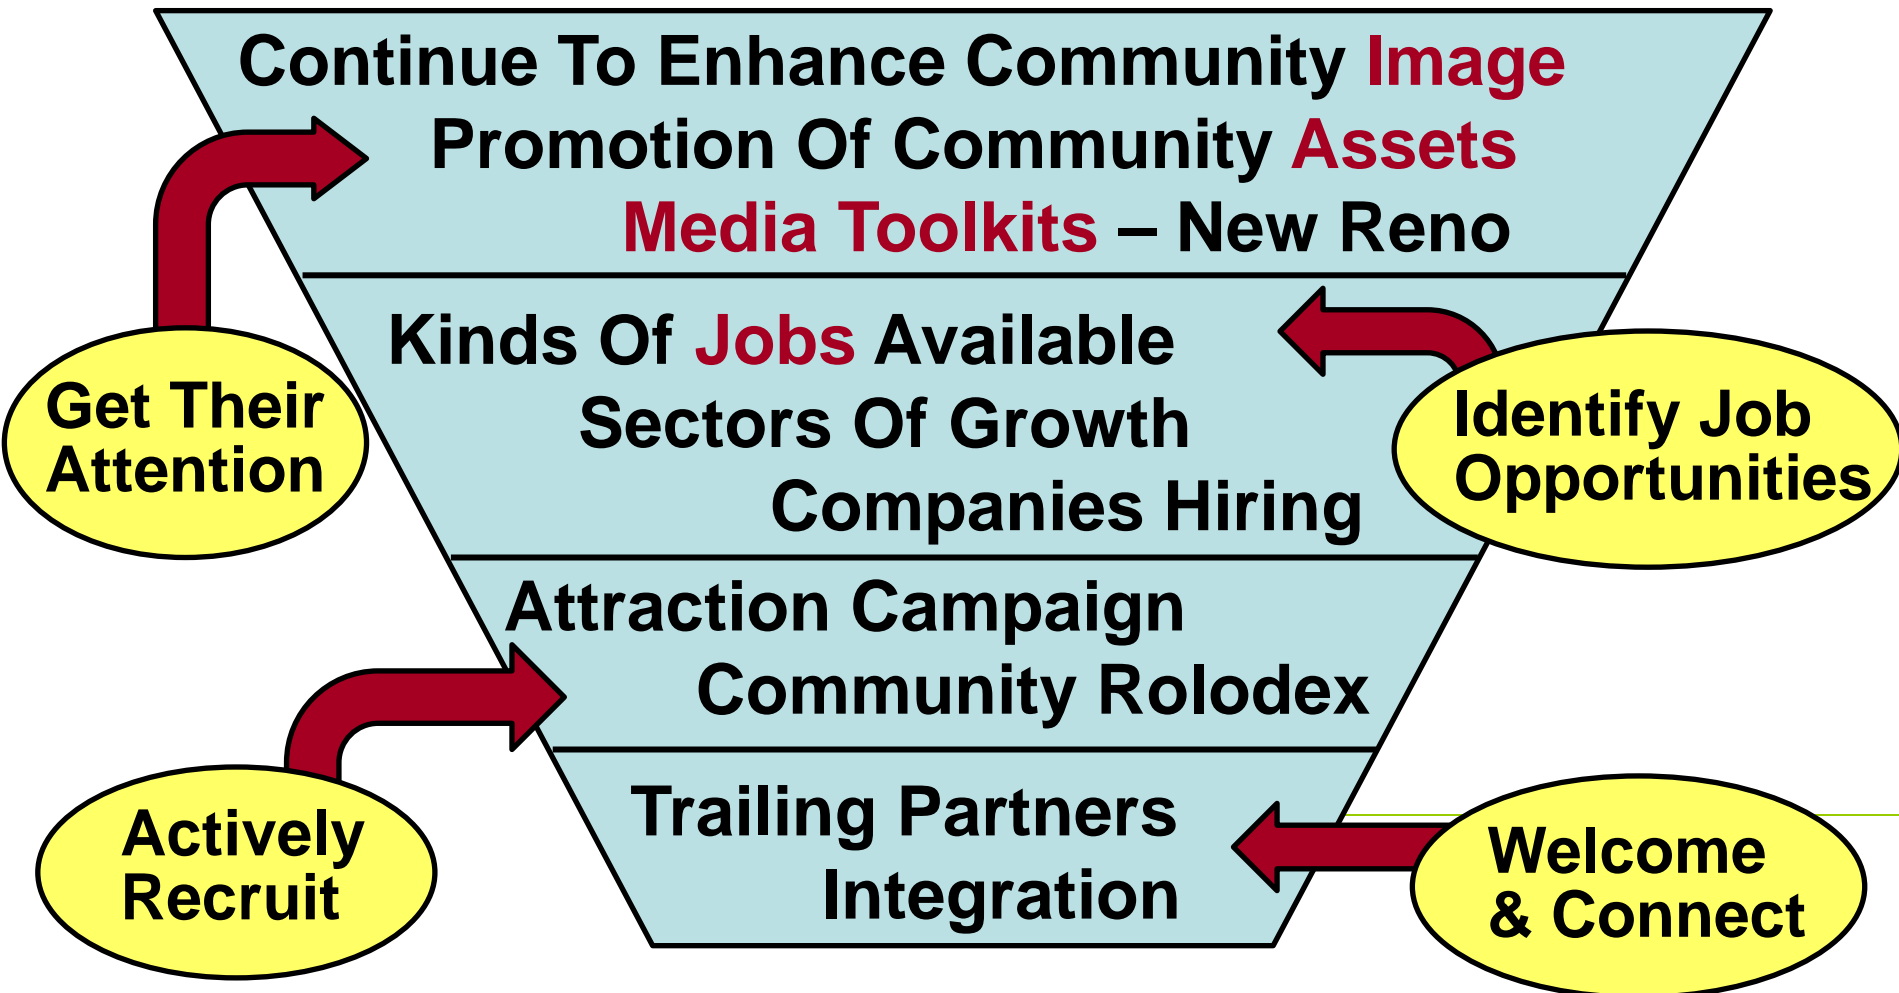 Continue To Enhance Community Image
Promotion Of Community Assets
Media Toolkits – New Reno
Get Their
Attention
Kinds Of Jobs Available
Sectors Of Growth
Companies Hiring
Identify Job
Opportunities
Attraction Campaign
Community Rolodex
Actively
Recruit
Trailing Partners
Integration
Welcome
& Connect